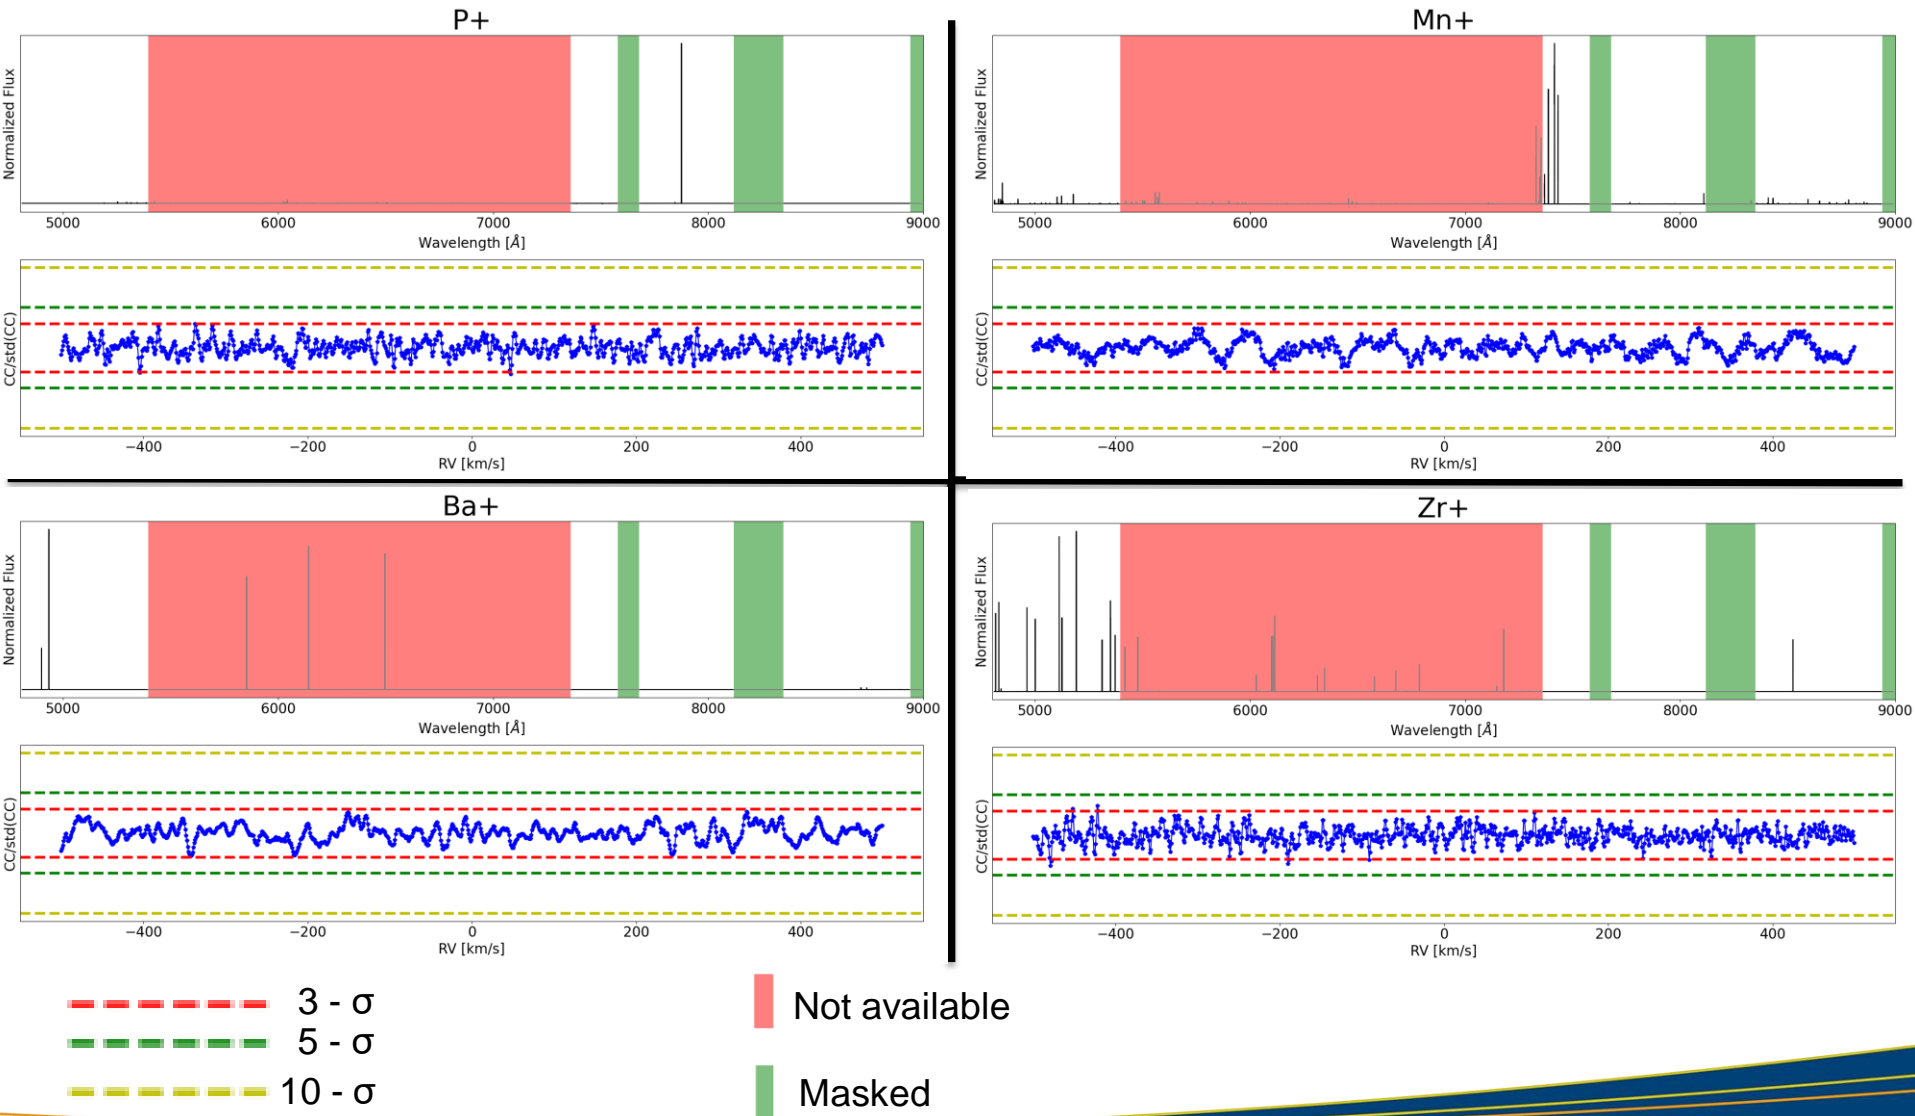 P+
Normalized Flux
5000 6000 7000 8000 9000
Wavelength [Å]
CC/std(CC)
−400 −200 0 200 400
RV [km/s]
Mn+
Normalized Flux
5000 6000 7000 8000 9000
Wavelength [Å]
CC/std(CC)
−400 −200 0 200 400
RV [km/s]
Ba+
Normalized Flux
5000 6000 7000 8000 9000
Wavelength [Å]
CC/std(CC)
−400 −200 0 200 400
RV [km/s]
Zr+
Normalized Flux
5000 6000 7000 8000 9000
Wavelength [Å]
CC/std(CC)
−400 −200 0 200 400
RV [km/s]
3 - σ
5 - σ
10 - σ
Not available
Masked